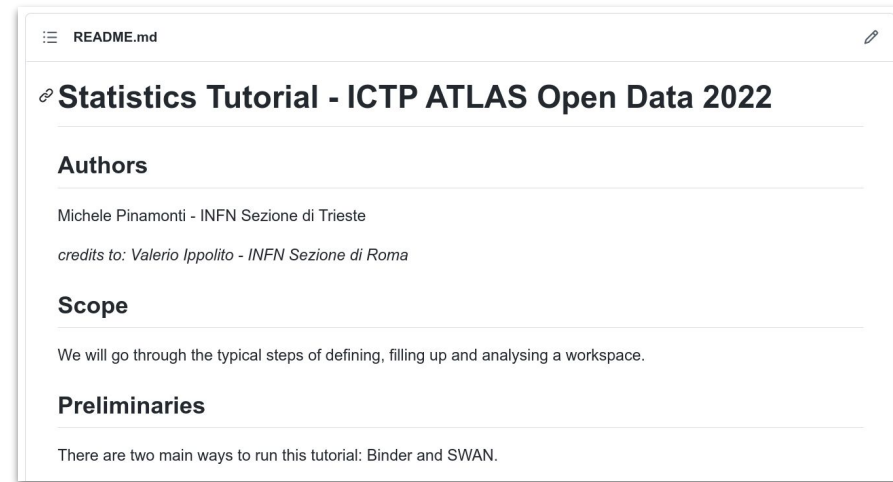 README.md
Statistics Tutorial - ICTP ATLAS Open Data 2022
Authors
Michele Pinamonti - INFN Sezione di Trieste
credits to: Valerio Ippolito - INFN Sezione di Roma
Scope
We will go through the typical steps of defining, filling up and analysing a workspace.
Preliminaries
There are two main ways to run this tutorial: Binder and SWAN.